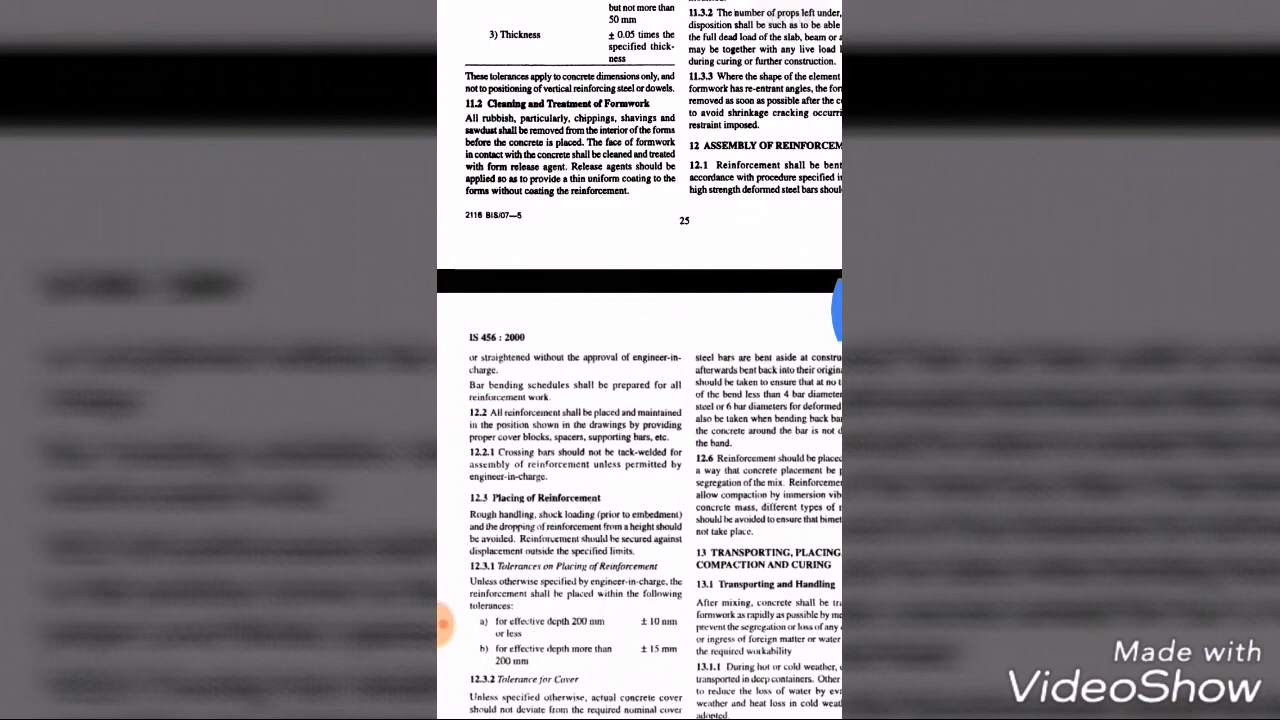 but not more than
50 mm
3) Thickness ± 0.05 times the
specified thick-
ness
These tolerances apply to concrete dimensions only, and
not to positioning of vertical reinforcing steel or dowels.
11.2 Cleaning and Treatment of Formwork
All rubbish, particularly, chippings, shavings and
sawdust shall be removed from the interior of the forms
before the concrete is placed. The face of formwork
in contact with the concrete shall be cleaned and treated
with form release agent. Release agents should be
applied so as to provide a thin uniform coating to the
forms without coating the reinforcement.
11.3.2 The number of props left under,
disposition shall be such as to be able
the full dead load of the slab, beam or a
may be together with any live load
during curing or further construction.
11.3.3 Where the shape of the element
formwork has re-entrant angles, the for
removed as soon as possible after the co
to avoid shrinkage cracking occurri
restraint imposed.
12 ASSEMBLY OF REINFORCEM
12.1 Reinforcement shall be bent
accordance with procedure specified in
high strength deformed steel bars shoul
2116 BIS/07—5
25
IS 456 : 2000
or straightened without the approval of engineer-in-
charge.
Bar bending schedules shall be prepared for all
reinforcement work.
12.2 All reinforcement shall be placed and maintained
in the position shown in the drawings by providing
proper cover blocks, spacers, supporting bars, etc.
12.2.1 Crossing bars should not be tack-welded for
assembly of reinforcement unless permitted by
engineer-in-charge.
12.3 Placing of Reinforcement
Rough handling, shock loading (prior to embedment)
and the dropping of reinforcement from a height should
be avoided. Reinforcement should be secured against
displacement outside the specified limits.
12.3.1 Tolerances on Placing of Reinforcement
Unless otherwise specified by engineer-in-charge, the
reinforcement shall be placed within the following
tolerances:
a) for effective depth 200 mm ± 10 mm
or less
b) for effective depth more than ± 15 mm
200 mm
12.3.2 Tolerance for Cover
Unless specified otherwise, actual concrete cover
should not deviate from the required nominal cover
steel bars are bent aside at constru
afterwards bent back into their origina
should be taken to ensure that at no t
of the bend less than 4 bar diameter
steel or 6 bar diameters for deformed
also be taken when bending back ba
the concrete around the bar is not d
the band.
12.6 Reinforcement should be placed
a way that concrete placement be p
segregation of the mix. Reinforcemen
allow compaction by immersion vib
concrete mass, different types of
should be avoided to ensure that bimet
not take place.
13 TRANSPORTING, PLACING,
COMPACTION AND CURING
13.1 Transporting and Handling
After mixing, concrete shall be tra
formwork as rapidly as possible by me
prevent the segregation or loss of any
or ingress of foreign matter or water
the required workability
13.1.1 During hot or cold weather,
transported in deep containers. Other
to reduce the loss of water by ev
weather and heat loss in cold weat
adopted.
Made with
VideoShow